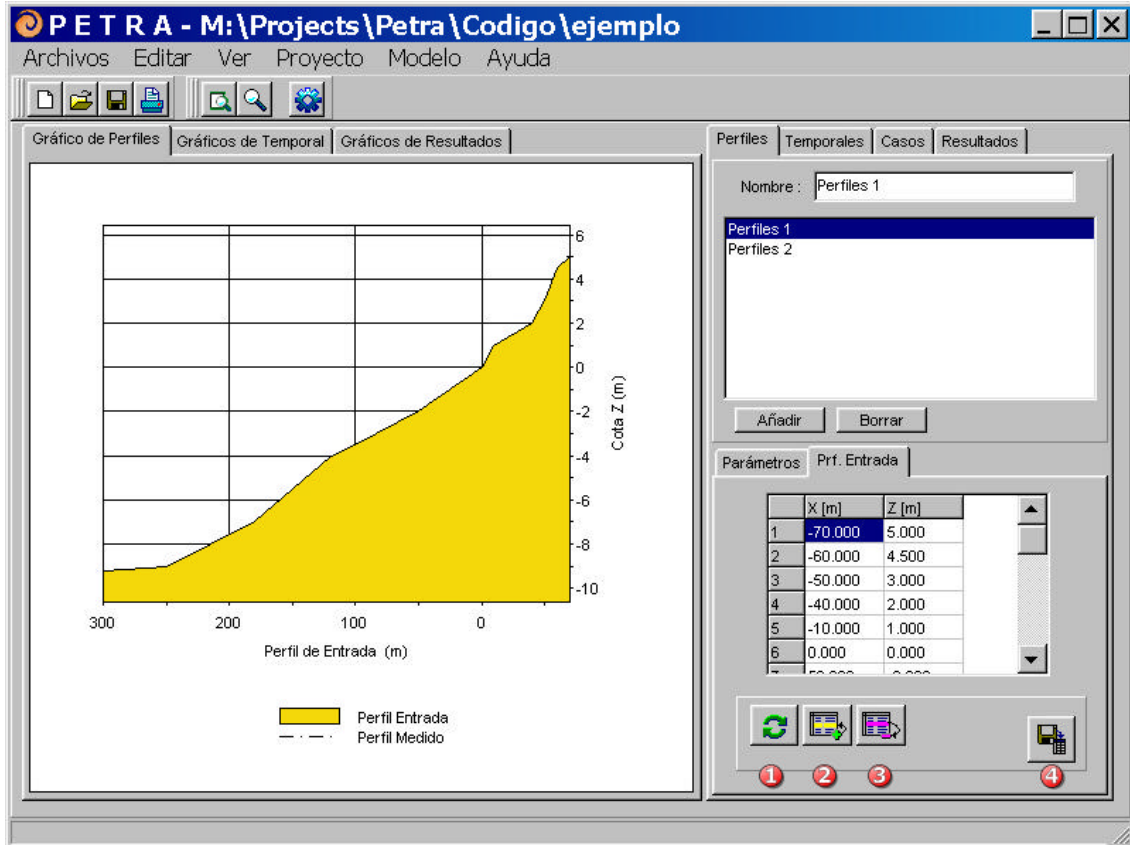 PETRA - M:\Projects\Petra\Codigo\ejemplo
Archivos Editar Ver Proyecto Modelo Ayuda
Gráfico de Perfiles Gráficos de Temporal Gráficos de Resultados
6
4
2
0
-2
-4
-6
-8
-10
Cota Z (m)
300 200 100 0
Perfil de Entrada (m)
Perfil Entrada
Perfil Medido
Perfiles Temporales Casos Resultados
Nombre : Perfiles 1
Perfiles 1
Perfiles 2
Añadir Borrar
Parámetros Prf. Entrada
X [m] Z [m]
1 -70.000 5.000
2 -60.000 4.500
3 -50.000 3.000
4 -40.000 2.000
5 -10.000 1.000
6 0.000 0.000
1 2 3 4